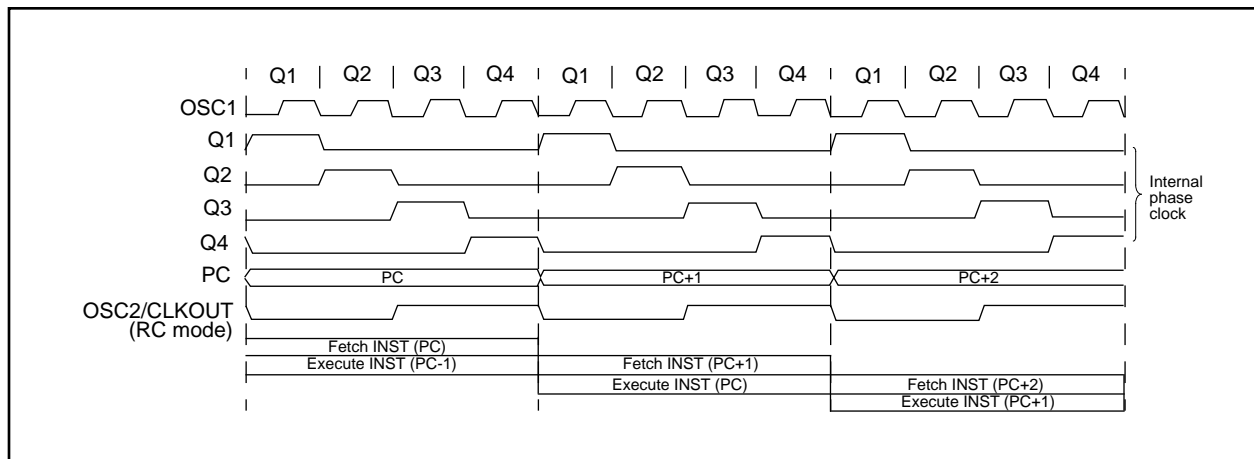 Q1 Q2 Q3 Q4 Q1 Q2 Q3 Q4 Q1 Q2 Q3 Q4
OSC1
Q1
Q2
Q3
Q4
Internal
phase
clock
PC
PC PC+1 PC+2
OSC2/CLKOUT
(RC mode)
Fetch INST (PC)
Execute INST (PC-1) Fetch INST (PC+1)
Execute INST (PC) Fetch INST (PC+2)
Execute INST (PC+1)